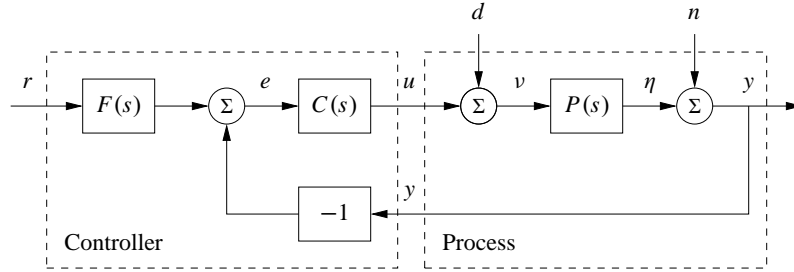 d n
r F(s) Σ e C(s) u Σ ν P(s) η Σ y
−1 y
Controller Process